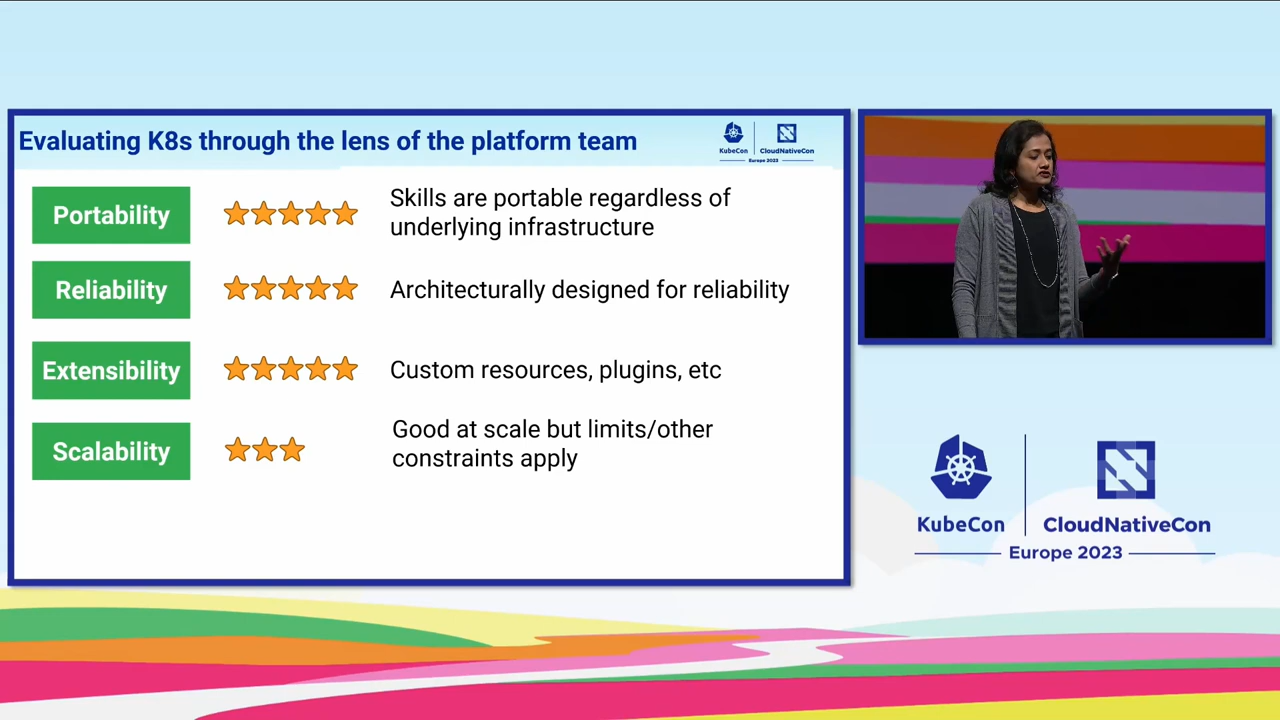 Evaluating K8s through the lens of the platform team
KubeCon
CloudNativeCon
Europe 2023
Portability
Skills are portable regardless of
underlying infrastructure
Reliability
Architecturally designed for reliability
Extensibility
Custom resources, plugins, etc
Scalability
Good at scale but limits/other
constraints apply
KubeCon
CloudNativeCon
Europe 2023